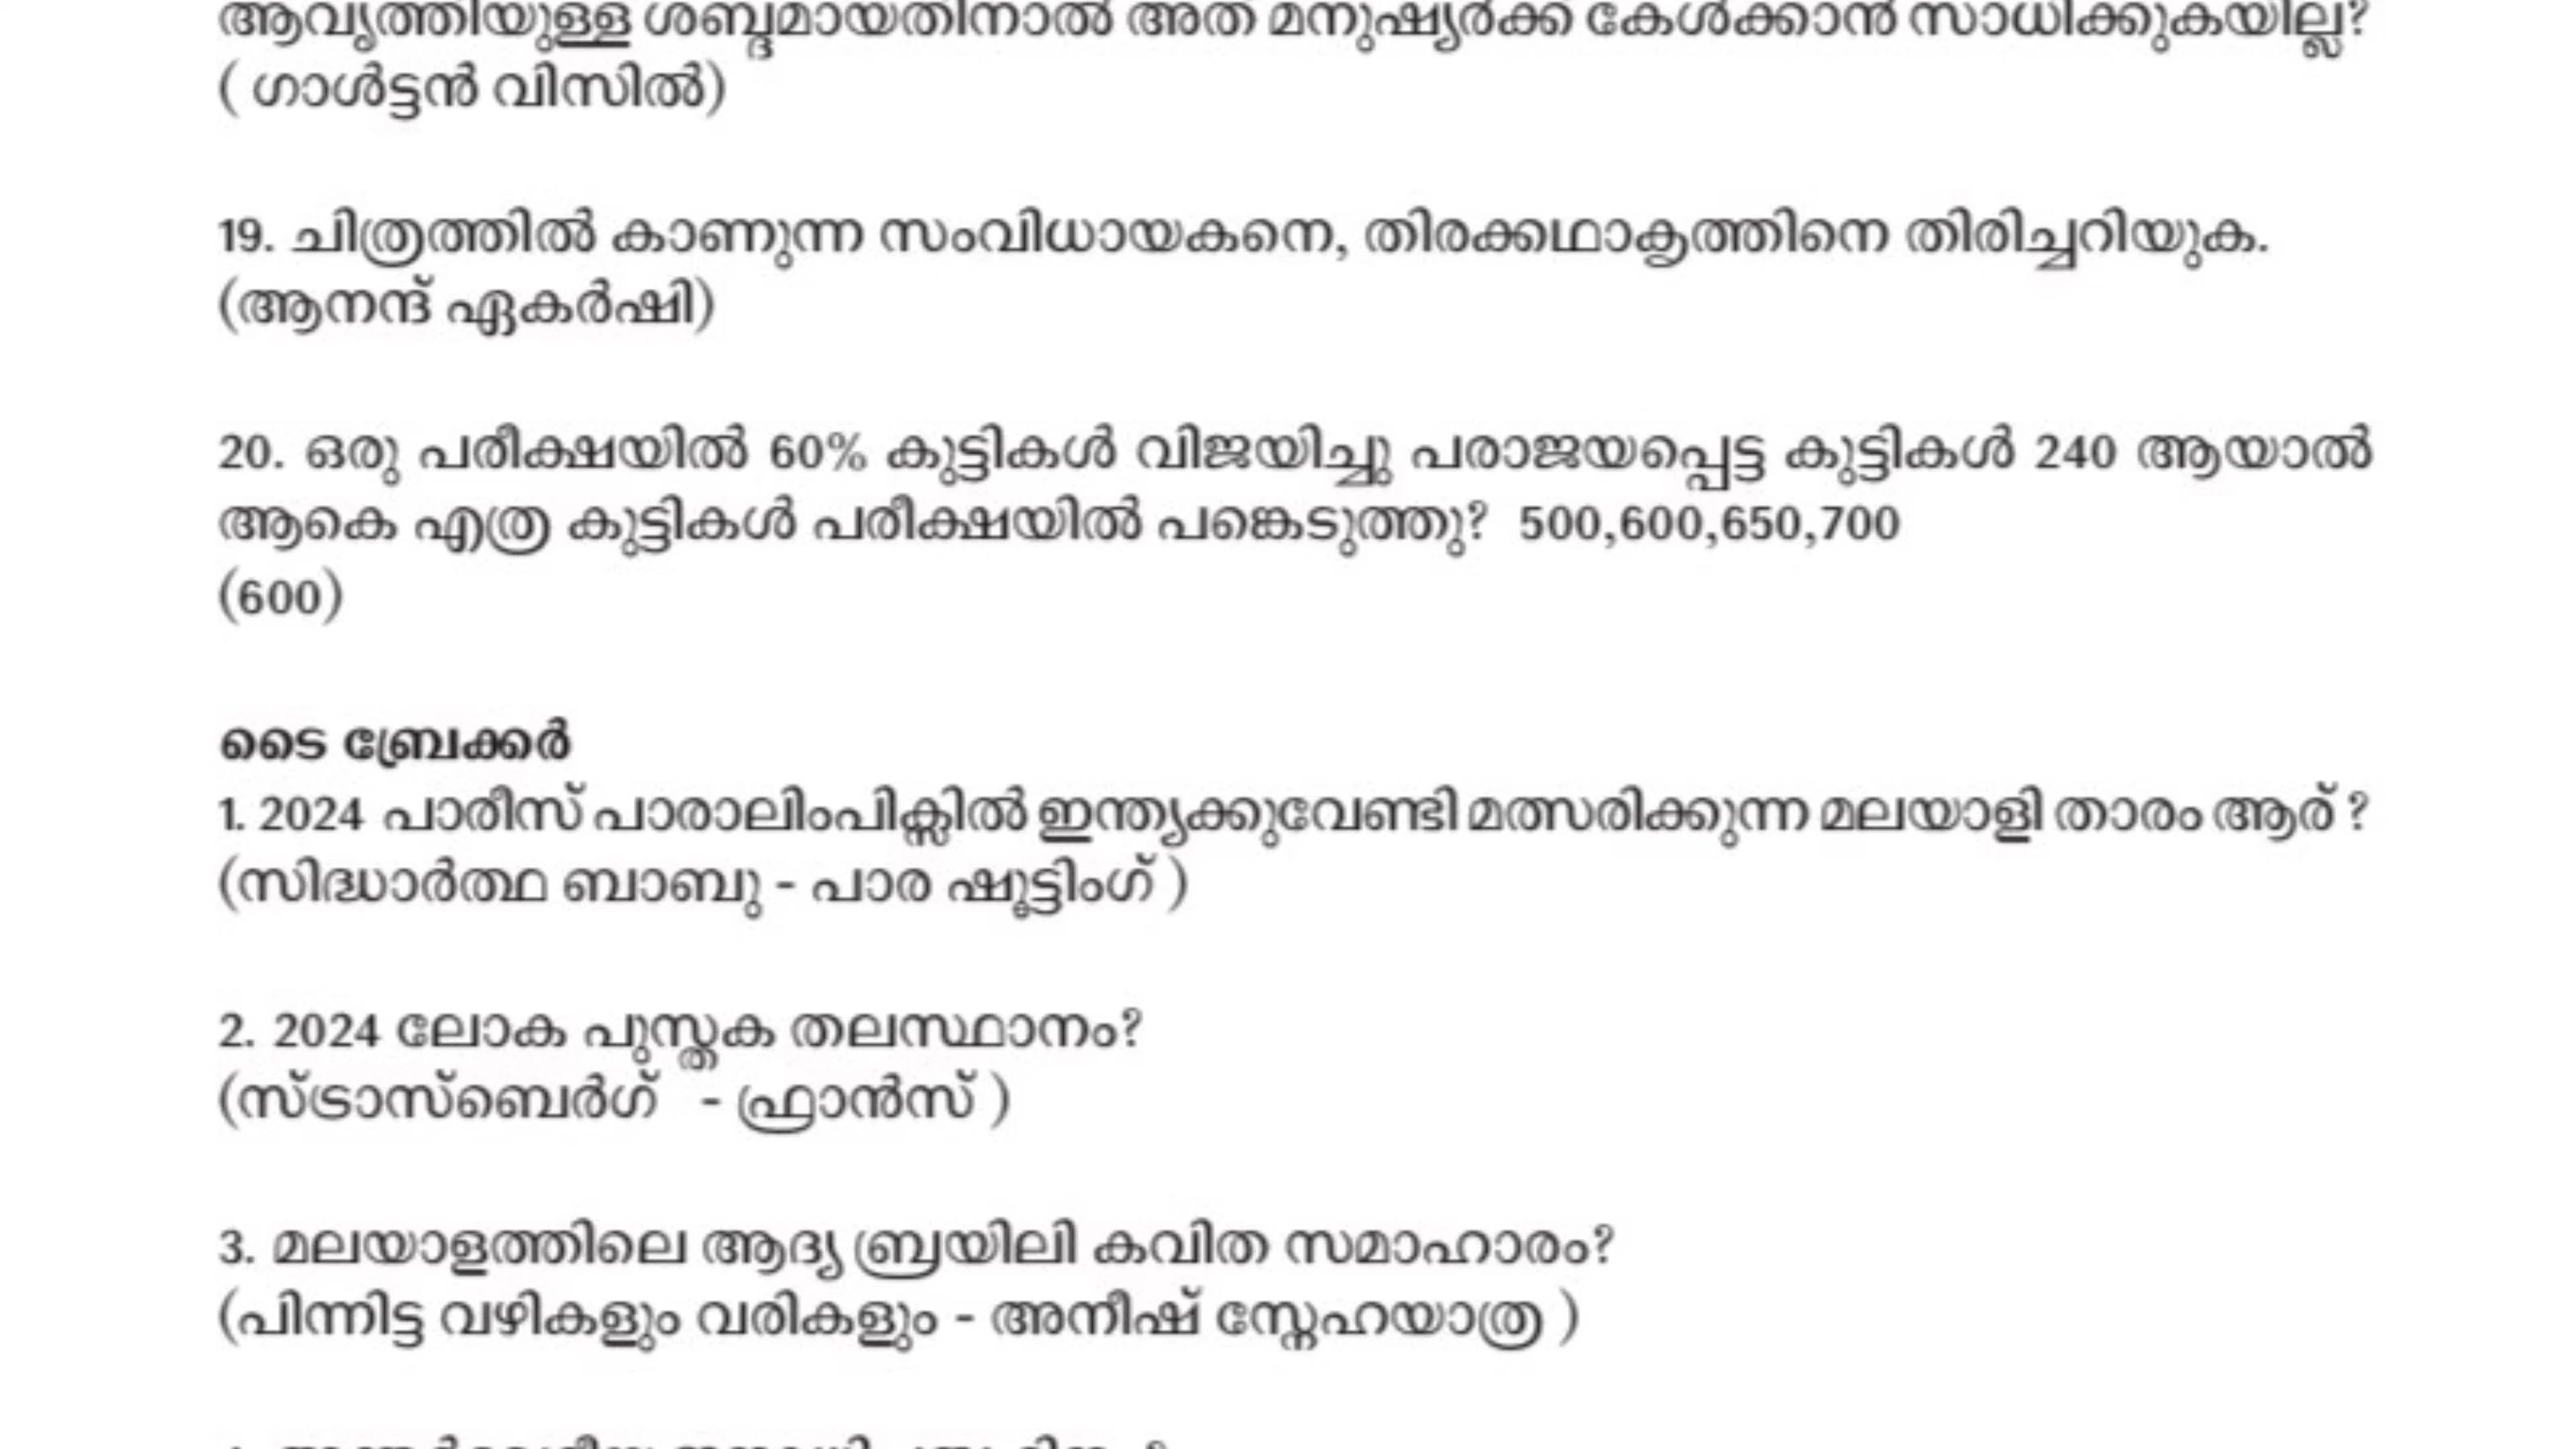 ആവൃത്തിയുള്ള ശബ്ദമായതിനാൽ അത് മനുഷ്യർക്ക് കേൾക്കാൻ സാധിക്കുകയില്ല?
( ഗാൾട്ടൻ വിസിൽ)
19. ചിത്രത്തിൽ കാണുന്ന സംവിധായകനെ, തിരക്കഥാകൃത്തിനെ തിരിച്ചറിയുക.
(ആനന്ദ് ഏകർഷി)
20. ഒരു പരീക്ഷയിൽ 60% കുട്ടികൾ വിജയിച്ചു പരാജയപ്പെട്ട കുട്ടികൾ 240 ആയാൽ
ആകെ എത്ര കുട്ടികൾ പരീക്ഷയിൽ പങ്കെടുത്തു? 500,600,650,700
(600)
ടൈ ബ്രേക്കർ
1. 2024 പാരീസ് പാരാലിംപിക്സിൽ ഇന്ത്യക്കുവേണ്ടി മത്സരിക്കുന്ന മലയാളി താരം ആര് ?
(സിദ്ധാർത്ഥ ബാബു - പാര ഷൂട്ടിംഗ് )
2. 2024 ലോക പുസ്തക തലസ്ഥാനം?
(സ്ട്രാസ്ബെർഗ് - ഫ്രാൻസ് )
3. മലയാളത്തിലെ ആദ്യ ബ്രയിലി കവിത സമാഹാരം?
(പിന്നിട്ട വഴികളും വരികളും - അനീഷ് സ്നേഹയാത്ര )